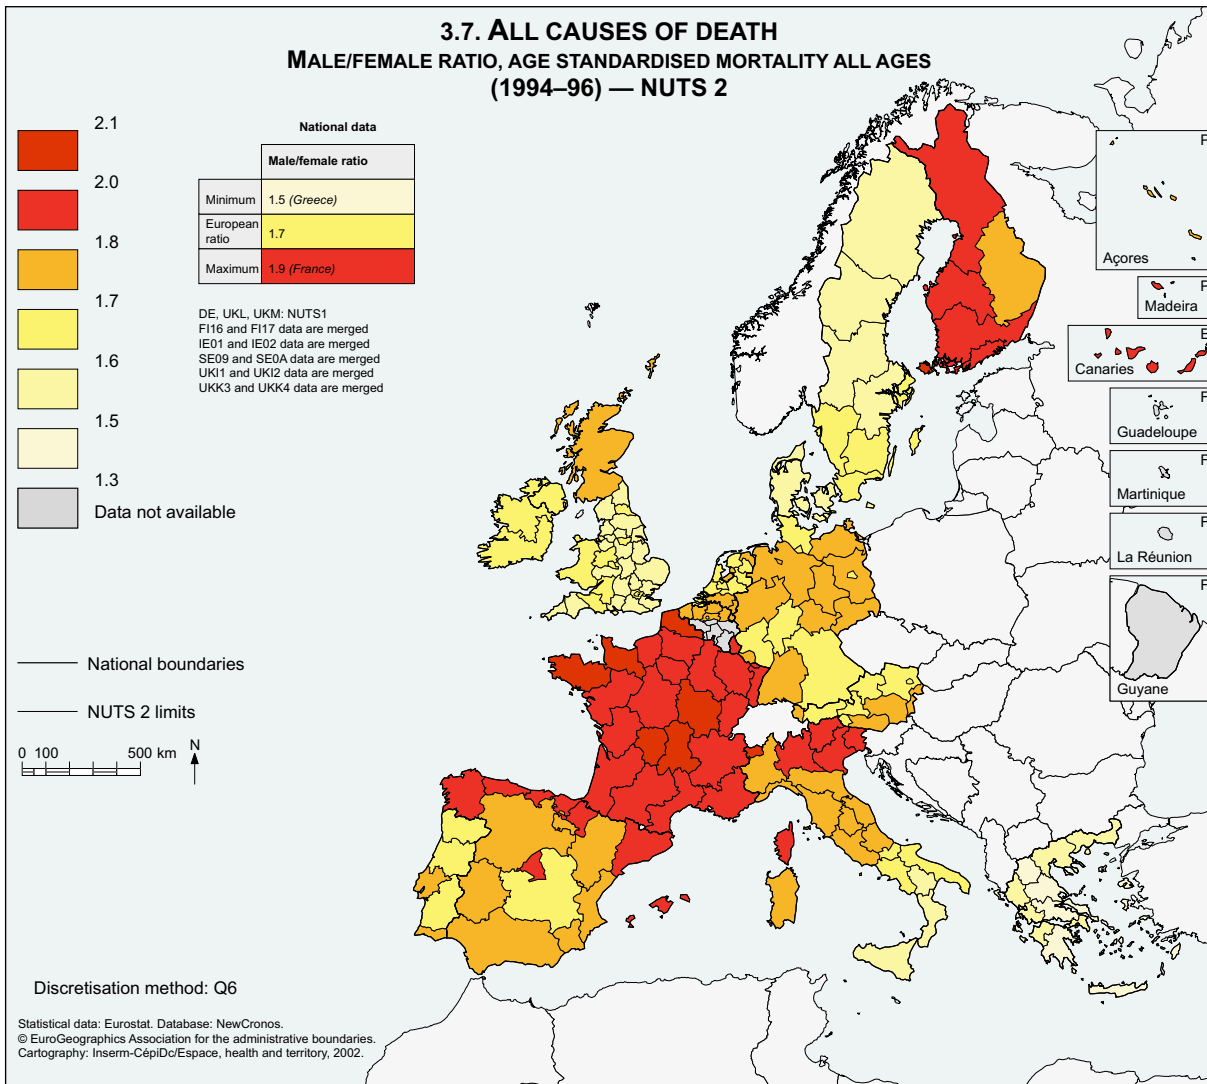 3.7. ALL CAUSES OF DEATH
MALE/FEMALE RATIO, AGE STANDARDISED MORTALITY ALL AGES
(1994–96) — NUTS 2
2.1
2.0
1.8
1.7
1.6
1.5
1.3
Data not available
National data
Male/female ratio
Minimum 1.5 (Greece)
European
ratio
1.7
Maximum 1.9 (France)
DE, UKL, UKM: NUTS1
FI16 and FI17 data are merged
IE01 and IE02 data are merged
SE09 and SE0A data are merged
UKI1 and UKI2 data are merged
UKK3 and UKK4 data are merged
P
Açores
P
Madeira
E
Canaries
F
Guadeloupe
F
Martinique
F
La Réunion
F
Guyane
National boundaries
NUTS 2 limits
0 100 500 km
N
Discretisation method: Q6
Statistical data: Eurostat. Database: NewCronos.
© EuroGeographics Association for the administrative boundaries.
Cartography: Inserm-CépiDc/Espace, health and territory, 2002.